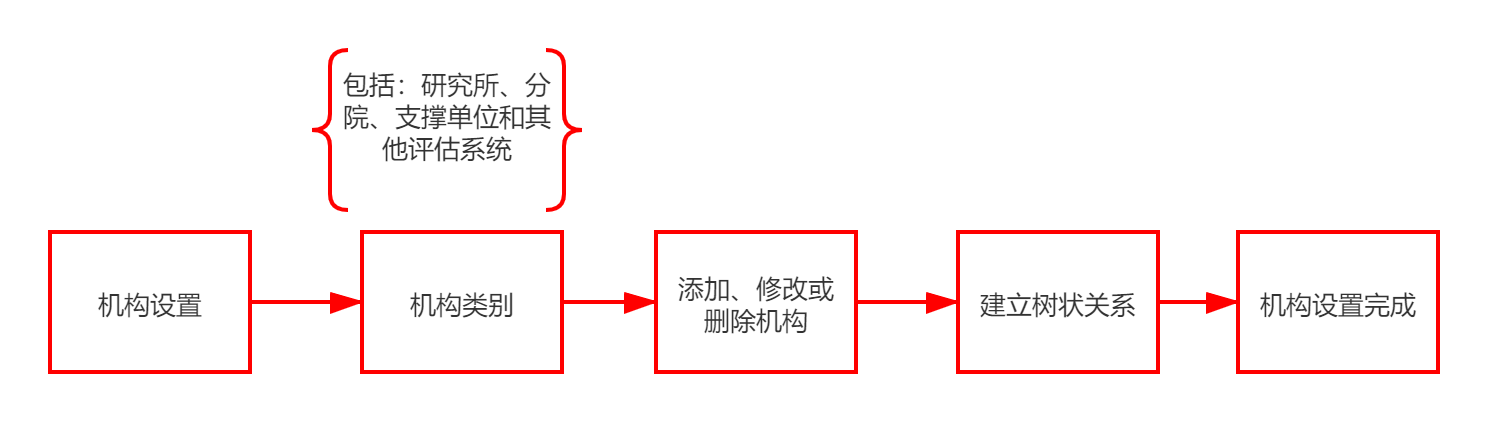 包括：研究所、分
院、支撑单位和其
他评估系统
机构设置
机构类别
添加、修改或
删除机构
建立树状关系
机构设置完成